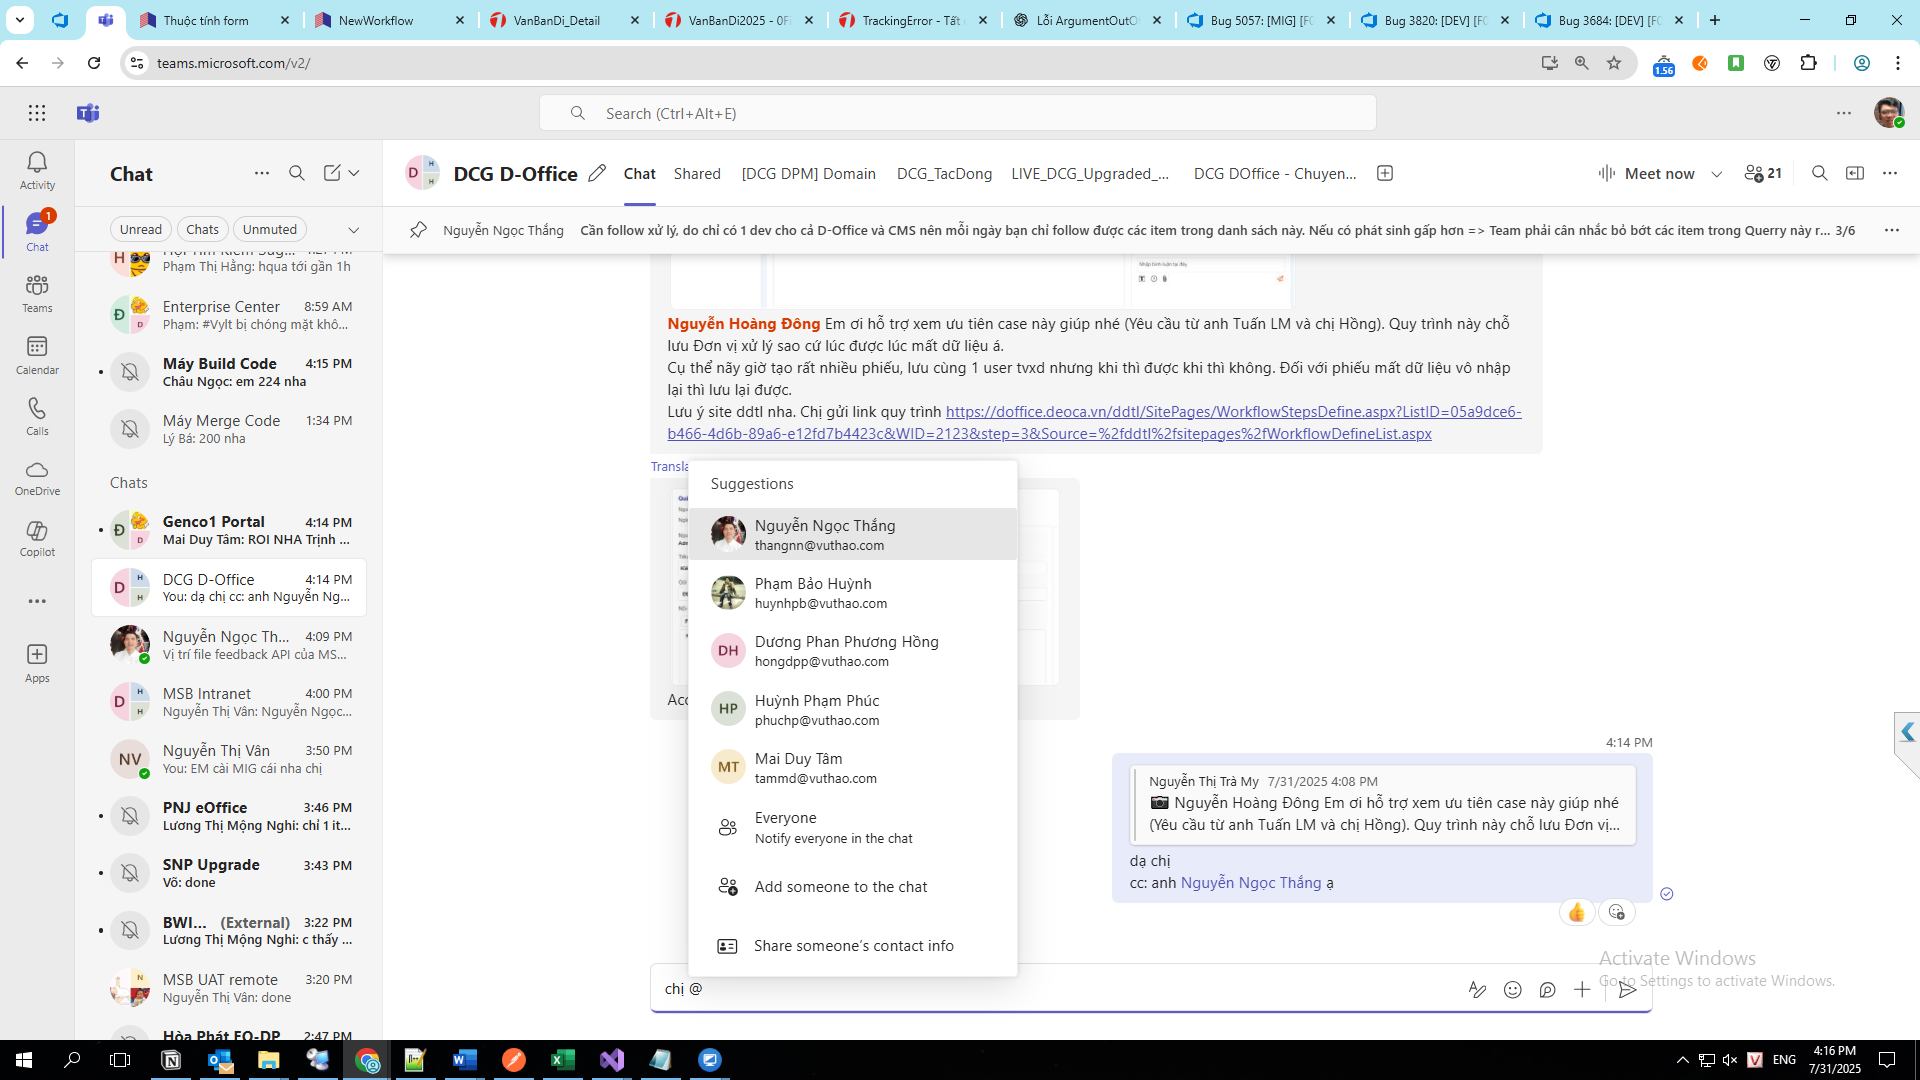 Thuộc tính form
NewWorkflow
VanBanDi_Detail
VanBanDi2025 - 0Fi
TrackingError - Tất
Lỗi ArgumentOutO
Bug 5057: [MIG] [F
Bug 3820: [DEV] [F
Bug 3684: [DEV] [F
teams.microsoft.com/v2/
1.56
Search (Ctrl+Alt+E)
Activity
1
Chat
Teams
Calendar
Calls
OneDrive
Copilot
Apps
Chat
Unread
Chats
Unmuted
Phạm Thị Hằng: hqua tới gần 1h
Enterprise Center 8:59 AM
Phạm: #Vylt bị chóng mặt khô...
Máy Build Code 4:15 PM
Châu Ngọc: em 224 nha
Máy Merge Code 1:34 PM
Lý Bá: 200 nha
Chats
Genco1 Portal 4:14 PM
Mai Duy Tâm: ROI NHA Trịnh ...
DCG D-Office 4:14 PM
You: dạ chị cc: anh Nguyễn Ng...
Nguyễn Ngọc Th... 4:09 PM
Vị trí file feedback API của MS...
MSB Intranet 4:00 PM
Nguyễn Thị Vân: Nguyễn Ngọc...
NV
Nguyễn Thị Vân 3:50 PM
You: EM cài MIG cái nha chị
PNJ eOffice 3:46 PM
Lương Thị Mộng Nghi: chỉ 1 it...
SNP Upgrade 3:43 PM
Võ: done
BWI... (External) 3:22 PM
Lương Thị Mộng Nghi: c thấy ...
MSB UAT remote 3:20 PM
Nguyễn Thị Vân: done
Hòa Phát EO-DP 2:47 PM
DCG D-Office
Chat
Shared
[DCG DPM] Domain
DCG_TacDong
LIVE_DCG_Upgraded_...
DCG DOffice - Chuyen...
Meet now
21
Nguyễn Ngọc Thắng Cần follow xử lý, do chỉ có 1 dev cho cả D-Office và CMS nên mỗi ngày bạn chỉ follow được các item trong danh sách này. Nếu có phát sinh gấp hơn => Team phải cân nhắc bỏ bớt các item trong Querry này r... 3/6
Nhập bình luận tại đây
Nguyễn Hoàng Đông Em ơi hỗ trợ xem ưu tiên case này giúp nhé (Yêu cầu từ anh Tuấn LM và chị Hồng). Quy trình này chỗ
lưu Đơn vị xử lý sao cứ lúc được lúc mất dữ liệu á.
Cụ thể nãy giờ tạo rất nhiều phiếu, lưu cùng 1 user tvxd nhưng khi thì được khi thì không. Đối với phiếu mất dữ liệu vô nhập
lại thì lưu lại được.
Lưu ý site ddtl nha. Chị gửi link quy trình https://doffice.deoca.vn/ddtl/SitePages/WorkflowStepsDefine.aspx?ListID=05a9dce6-
b466-4d6b-89a6-e12fd7b4423c&WID=2123&step=3&Source=%2fddtl%2fsitepages%2fWorkflowDefineList.aspx
Transla
Acc
Suggestions
Nguyễn Ngọc Thắng
thangnn@vuthao.com
Phạm Bảo Huỳnh
huynhpb@vuthao.com
DH
Dương Phan Phương Hồng
hongdpp@vuthao.com
HP
Huỳnh Phạm Phúc
phuchp@vuthao.com
MT
Mai Duy Tâm
tammd@vuthao.com
Everyone
Notify everyone in the chat
Add someone to the chat
Share someone's contact info
4:14 PM
Nguyễn Thị Trà My 7/31/2025 4:08 PM
Nguyễn Hoàng Đông Em ơi hỗ trợ xem ưu tiên case này giúp nhé
(Yêu cầu từ anh Tuấn LM và chị Hồng). Quy trình này chỗ lưu Đơn vị...
dạ chị
cc: anh Nguyễn Ngọc Thắng ạ
chị @
Activate Windows
Go to Settings to activate Windows.
ENG
4:16 PM
7/31/2025